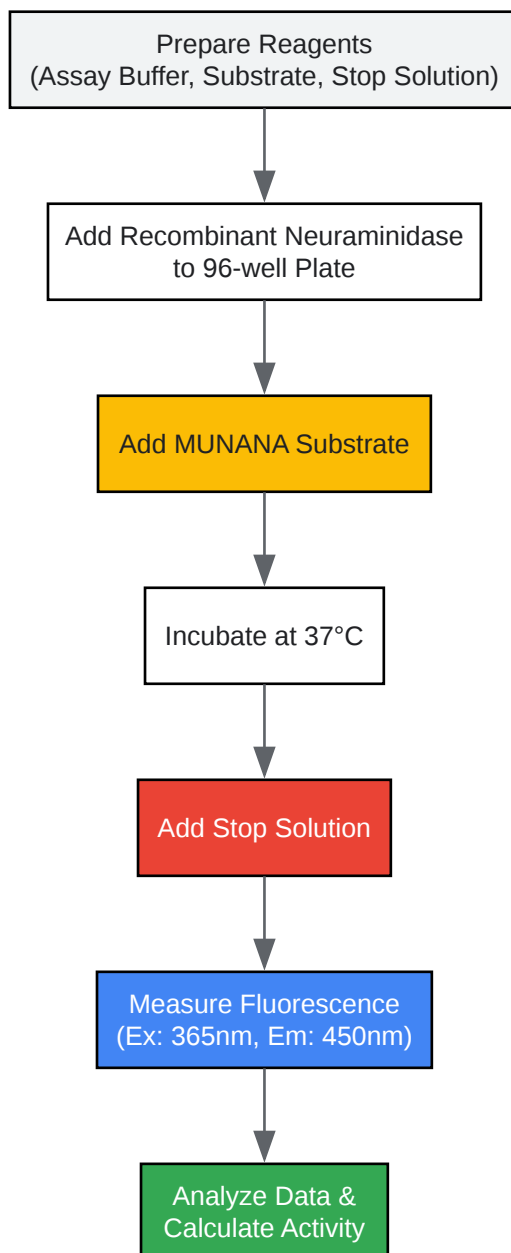 Prepare Reagents
(Assay Buffer, Substrate, Stop Solution)
Add Recombinant Neuraminidase
to 96-well Plate
Add MUNANA Substrate
Incubate at 37°C
Add Stop Solution
Measure Fluorescence
(Ex: 365nm, Em: 450nm)
Analyze Data &
Calculate Activity